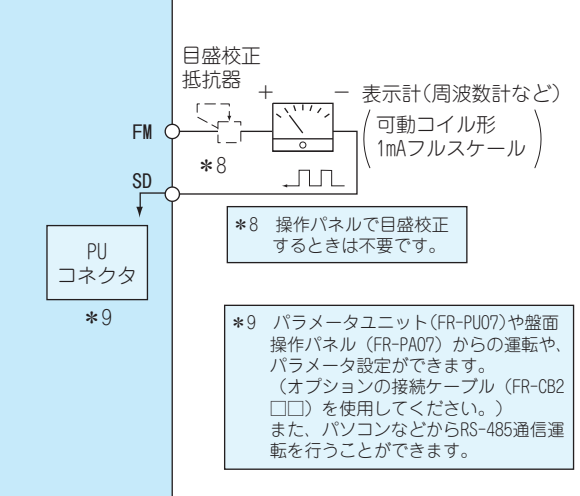 目盛校正
抵抗器
+ − 表示計(周波数計など)
FM
可動コイル形
1mAフルスケール
*8
SD
*8 操作パネルで目盛校正
するときは不要です。
PU
コネクタ
*9
*9 パラメータユニット(FR-PU07)や盤面
操作パネル（FR-PA07）からの運転や、
パラメータ設定ができます。
（オプションの接続ケーブル（FR-CB2
□□）を使用してください。）
また、パソコンなどからRS-485通信運
転を行うことができます。